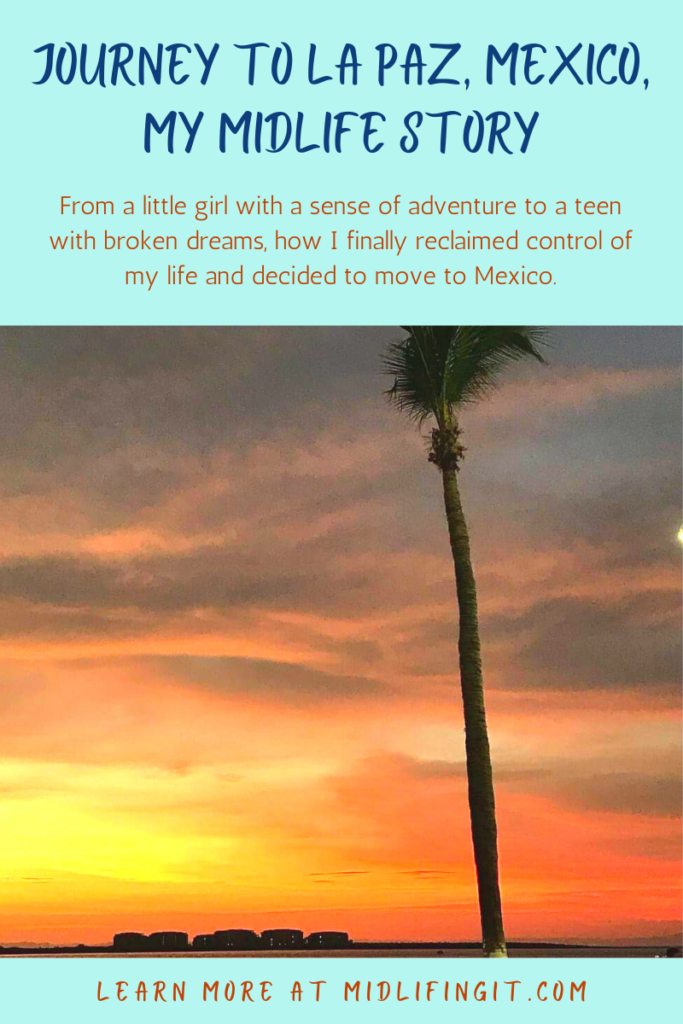 JOURNEY TO LA PAZ, MEXICO,
MY MIDLIFE STORY
From a little girl with a sense of adventure to a teen
with broken dreams, how I finally reclaimed control of
my life and decided to move to Mexico.
LEARN MORE AT MIDLIFINGIT.COM